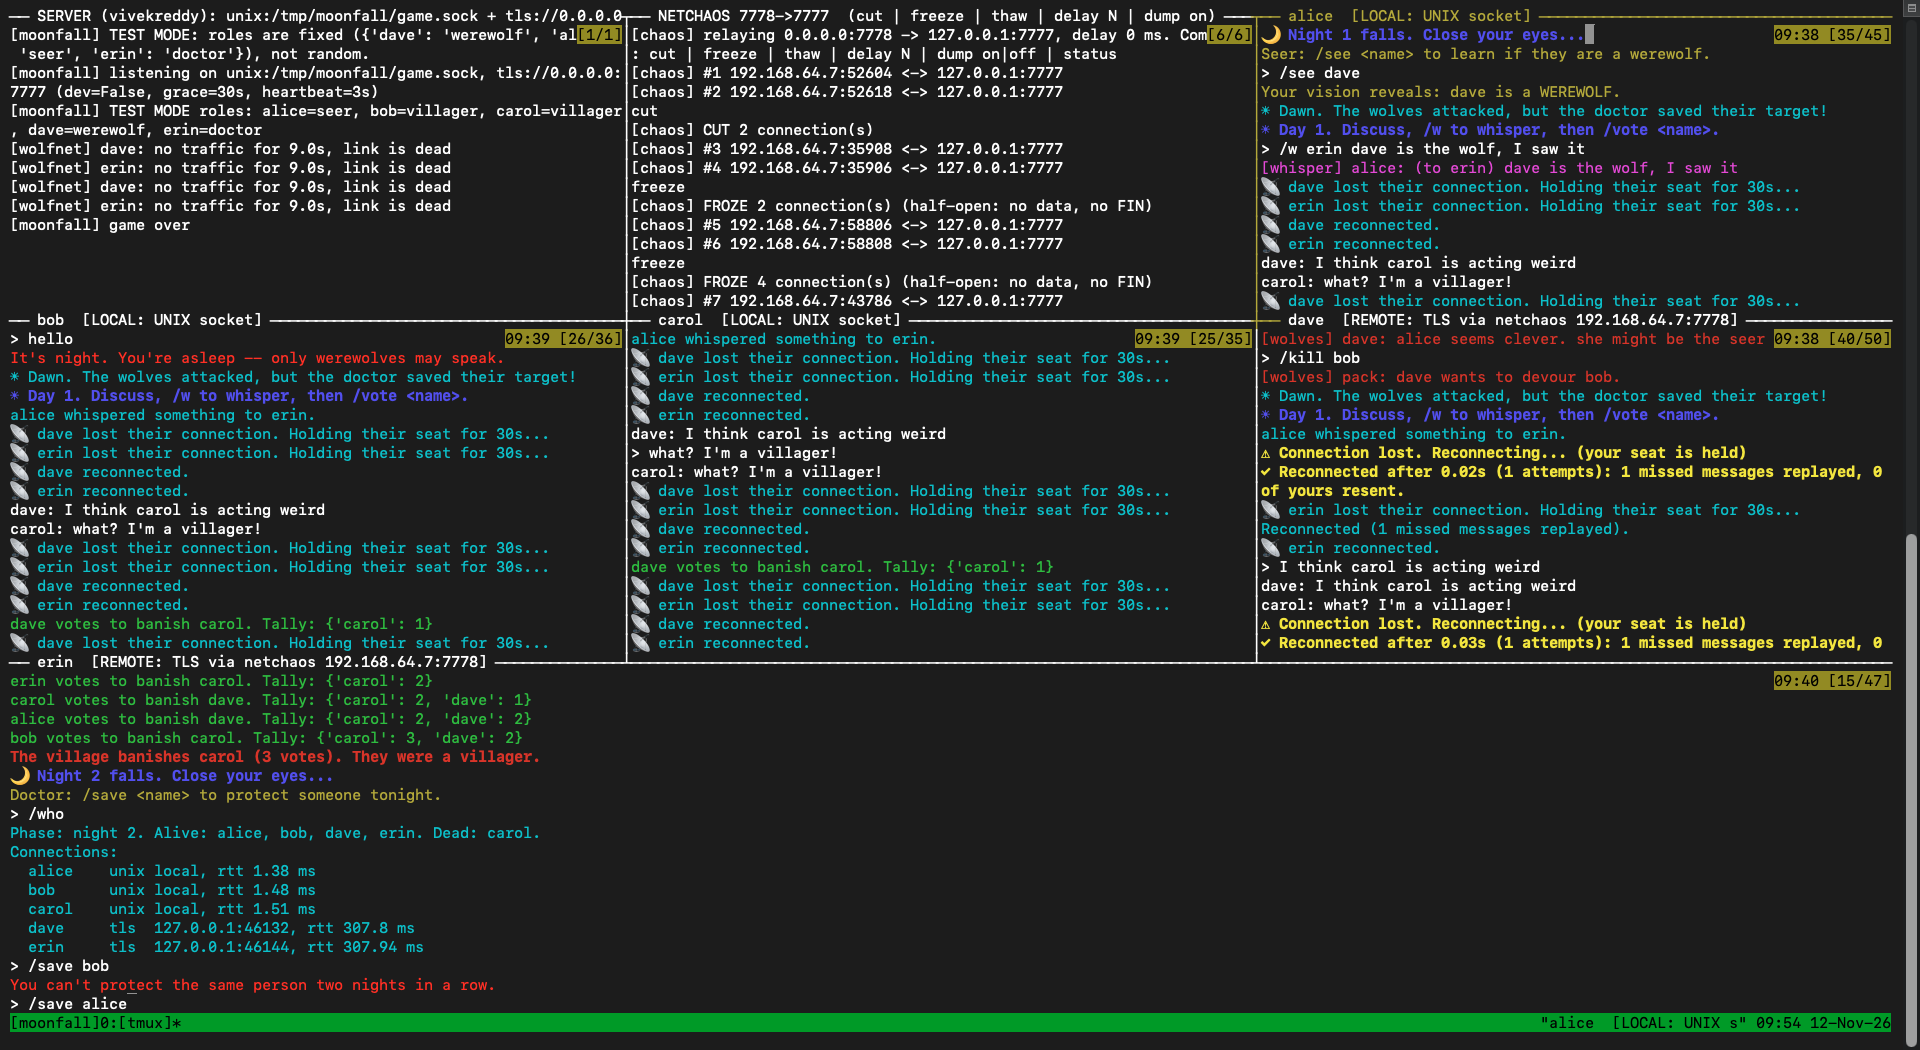 ── SERVER (vivekreddy): unix:/tmp/moonfall/game.sock + tls://0.0.0.0
[moonfall] TEST MODE: roles are fixed ({'dave': 'werewolf', 'al[1/1]
 'seer', 'erin': 'doctor'}), not random.
[moonfall] listening on unix:/tmp/moonfall/game.sock, tls://0.0.0.0:
7777 (dev=False, grace=30s, heartbeat=3s)
[moonfall] TEST MODE roles: alice=seer, bob=villager, carol=villager
, dave=werewolf, erin=doctor
[wolfnet] dave: no traffic for 9.0s, link is dead
[wolfnet] erin: no traffic for 9.0s, link is dead
[wolfnet] dave: no traffic for 9.0s, link is dead
[wolfnet] erin: no traffic for 9.0s, link is dead
[moonfall] game over
── NETCHAOS 7778->7777  (cut | freeze | thaw | delay N | dump on) ──
[chaos] relaying 0.0.0.0:7778 -> 127.0.0.1:7777, delay 0 ms. Com[6/6]
: cut | freeze | thaw | delay N | dump on|off | status
[chaos] #1 192.168.64.7:52604 <-> 127.0.0.1:7777
[chaos] #2 192.168.64.7:52618 <-> 127.0.0.1:7777
cut
[chaos] CUT 2 connection(s)
[chaos] #3 192.168.64.7:35908 <-> 127.0.0.1:7777
[chaos] #4 192.168.64.7:35906 <-> 127.0.0.1:7777
freeze
[chaos] FROZE 2 connection(s) (half-open: no data, no FIN)
[chaos] #5 192.168.64.7:58806 <-> 127.0.0.1:7777
[chaos] #6 192.168.64.7:58808 <-> 127.0.0.1:7777
freeze
[chaos] FROZE 4 connection(s) (half-open: no data, no FIN)
[chaos] #7 192.168.64.7:43786 <-> 127.0.0.1:7777
── alice  [LOCAL: UNIX socket] ──
🌙 Night 1 falls. Close your eyes... 09:38 [35/45]
Seer: /see <name> to learn if they are a werewolf.
> /see dave
Your vision reveals: dave is a WEREWOLF.
☀ Dawn. The wolves attacked, but the doctor saved their target!
☀ Day 1. Discuss, /w to whisper, then /vote <name>.
> /w erin dave is the wolf, I saw it
[whisper] alice: (to erin) dave is the wolf, I saw it
📡 dave lost their connection. Holding their seat for 30s...
📡 erin lost their connection. Holding their seat for 30s...
📡 dave reconnected.
📡 erin reconnected.
dave: I think carol is acting weird
carol: what? I'm a villager!
📡 dave lost their connection. Holding their seat for 30s...
── bob  [LOCAL: UNIX socket] ──
> hello 09:39 [26/36]
It's night. You're asleep -- only werewolves may speak.
☀ Dawn. The wolves attacked, but the doctor saved their target!
☀ Day 1. Discuss, /w to whisper, then /vote <name>.
alice whispered something to erin.
📡 dave lost their connection. Holding their seat for 30s...
📡 erin lost their connection. Holding their seat for 30s...
📡 dave reconnected.
📡 erin reconnected.
dave: I think carol is acting weird
carol: what? I'm a villager!
📡 dave lost their connection. Holding their seat for 30s...
📡 erin lost their connection. Holding their seat for 30s...
📡 dave reconnected.
📡 erin reconnected.
dave votes to banish carol. Tally: {'carol': 1}
📡 dave lost their connection. Holding their seat for 30s...
── carol  [LOCAL: UNIX socket] ──
alice whispered something to erin. 09:39 [25/35]
📡 dave lost their connection. Holding their seat for 30s...
📡 erin lost their connection. Holding their seat for 30s...
📡 dave reconnected.
📡 erin reconnected.
dave: I think carol is acting weird
> what? I'm a villager!
carol: what? I'm a villager!
📡 dave lost their connection. Holding their seat for 30s...
📡 erin lost their connection. Holding their seat for 30s...
📡 dave reconnected.
📡 erin reconnected.
dave votes to banish carol. Tally: {'carol': 1}
📡 dave lost their connection. Holding their seat for 30s...
📡 erin lost their connection. Holding their seat for 30s...
📡 dave reconnected.
📡 erin reconnected.
── dave  [REMOTE: TLS via netchaos 192.168.64.7:7778] ──
[wolves] dave: alice seems clever. she might be the seer 09:38 [40/50]
> /kill bob
[wolves] pack: dave wants to devour bob.
☀ Dawn. The wolves attacked, but the doctor saved their target!
☀ Day 1. Discuss, /w to whisper, then /vote <name>.
alice whispered something to erin.
⚠ Connection lost. Reconnecting... (your seat is held)
✓ Reconnected after 0.02s (1 attempts): 1 missed messages replayed, 0
of yours resent.
📡 erin lost their connection. Holding their seat for 30s...
Reconnected (1 missed messages replayed).
📡 erin reconnected.
> I think carol is acting weird
dave: I think carol is acting weird
carol: what? I'm a villager!
⚠ Connection lost. Reconnecting... (your seat is held)
✓ Reconnected after 0.03s (1 attempts): 1 missed messages replayed, 0
── erin  [REMOTE: TLS via netchaos 192.168.64.7:7778] ──
erin votes to banish carol. Tally: {'carol': 2} 09:40 [15/47]
carol votes to banish dave. Tally: {'carol': 2, 'dave': 1}
alice votes to banish dave. Tally: {'carol': 2, 'dave': 2}
bob votes to banish carol. Tally: {'carol': 3, 'dave': 2}
The village banishes carol (3 votes). They were a villager.
🌙 Night 2 falls. Close your eyes...
Doctor: /save <name> to protect someone tonight.
> /who
Phase: night 2. Alive: alice, bob, dave, erin. Dead: carol.
Connections:
  alice    unix local, rtt 1.38 ms
  bob      unix local, rtt 1.48 ms
  carol    unix local, rtt 1.51 ms
  dave     tls  127.0.0.1:46132, rtt 307.8 ms
  erin     tls  127.0.0.1:46144, rtt 307.94 ms
> /save bob
You can't protect the same person two nights in a row.
> /save alice
[moonfall]0:[tmux]* "alice  [LOCAL: UNIX s" 09:54 12-Nov-26